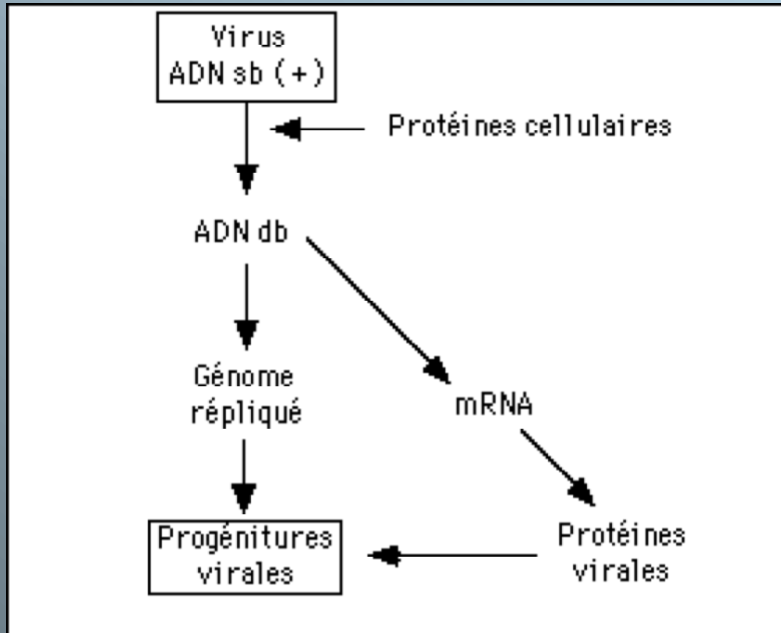 Virus
ADN sb (+)
Protéines cellulaires
ADN db
Génome
répliqué
mRNA
Progénitures
virales
Protéines
virales